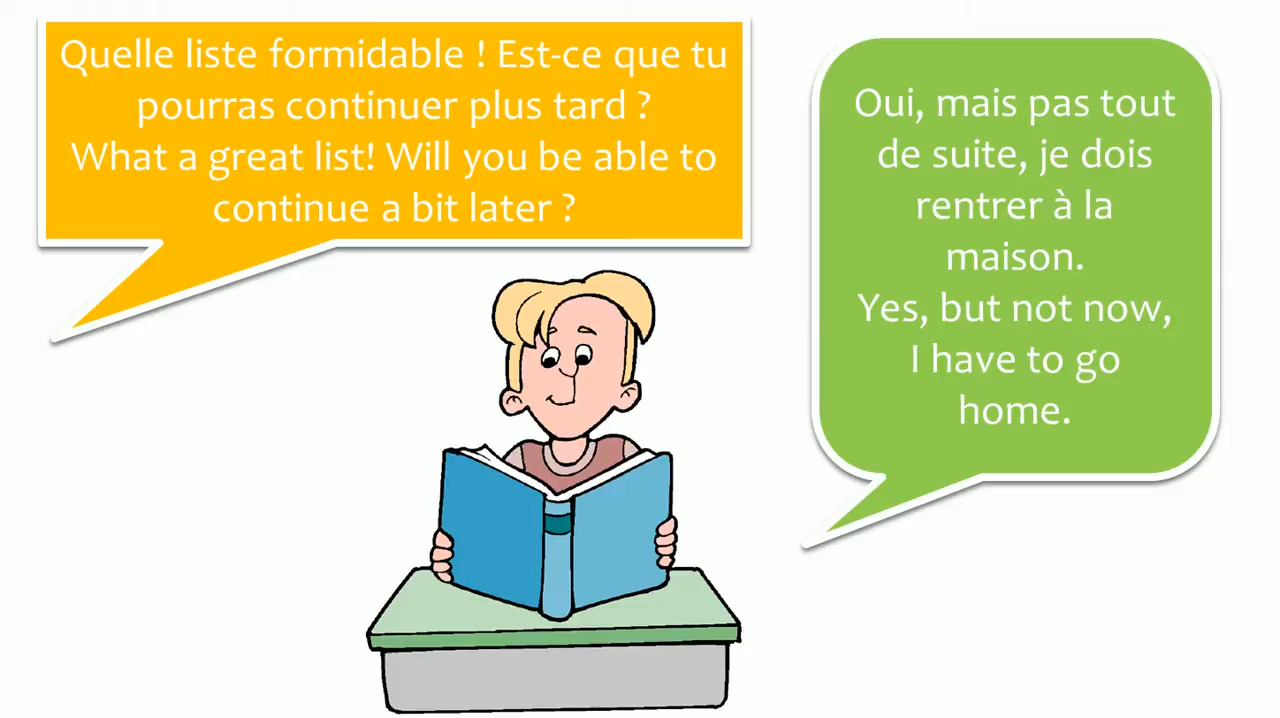 Quelle liste formidable ! Est-ce que tu
pourras continuer plus tard ?
What a great list! Will you be able to
continue a bit later ?
Oui, mais pas tout
de suite, je dois
rentrer à la
maison.
Yes, but not now,
I have to go
home.